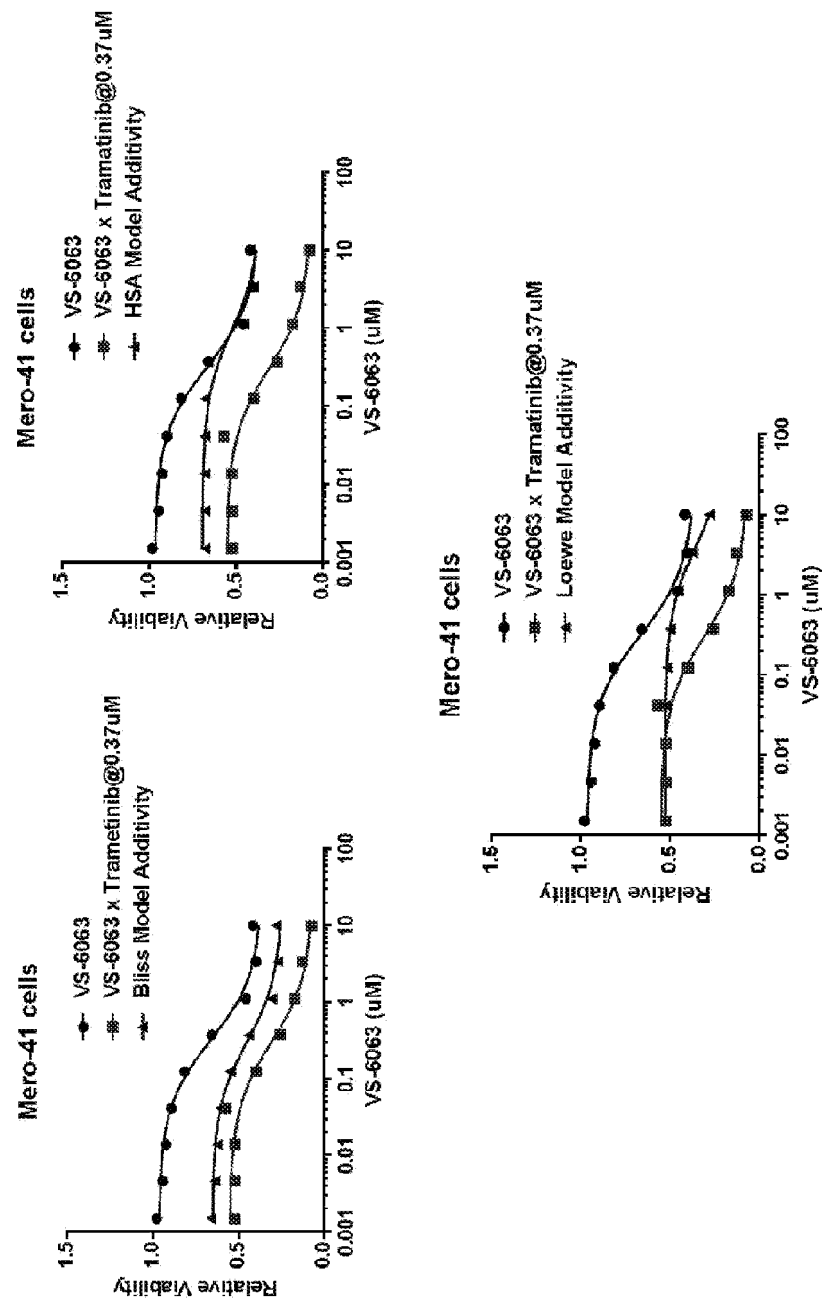 Mero-41 cells
VS-6063
VS-6063 x Trametinib@0.37uM
Bliss Model Additivity
Relative Viability
1.5
1.0
0.5
0.0
0.001
0.01
0.1
1
10
100
VS-6063 (uM)
Mero-41 cells
VS-6063
VS-6063 x Tramatinib@0.37uM
HSA Model Additivity
Relative Viability
1.5
1.0
0.5
0.0
0.001
0.01
0.1
1
10
100
VS-6063 (uM)
Mero-41 cells
VS-6063
VS-6063 x Tramatinib@0.37uM
Loewe Model Additivity
Relative Viability
1.5
1.0
0.5
0.0
0.001
0.01
0.1
1
10
100
VS-6063 (uM)